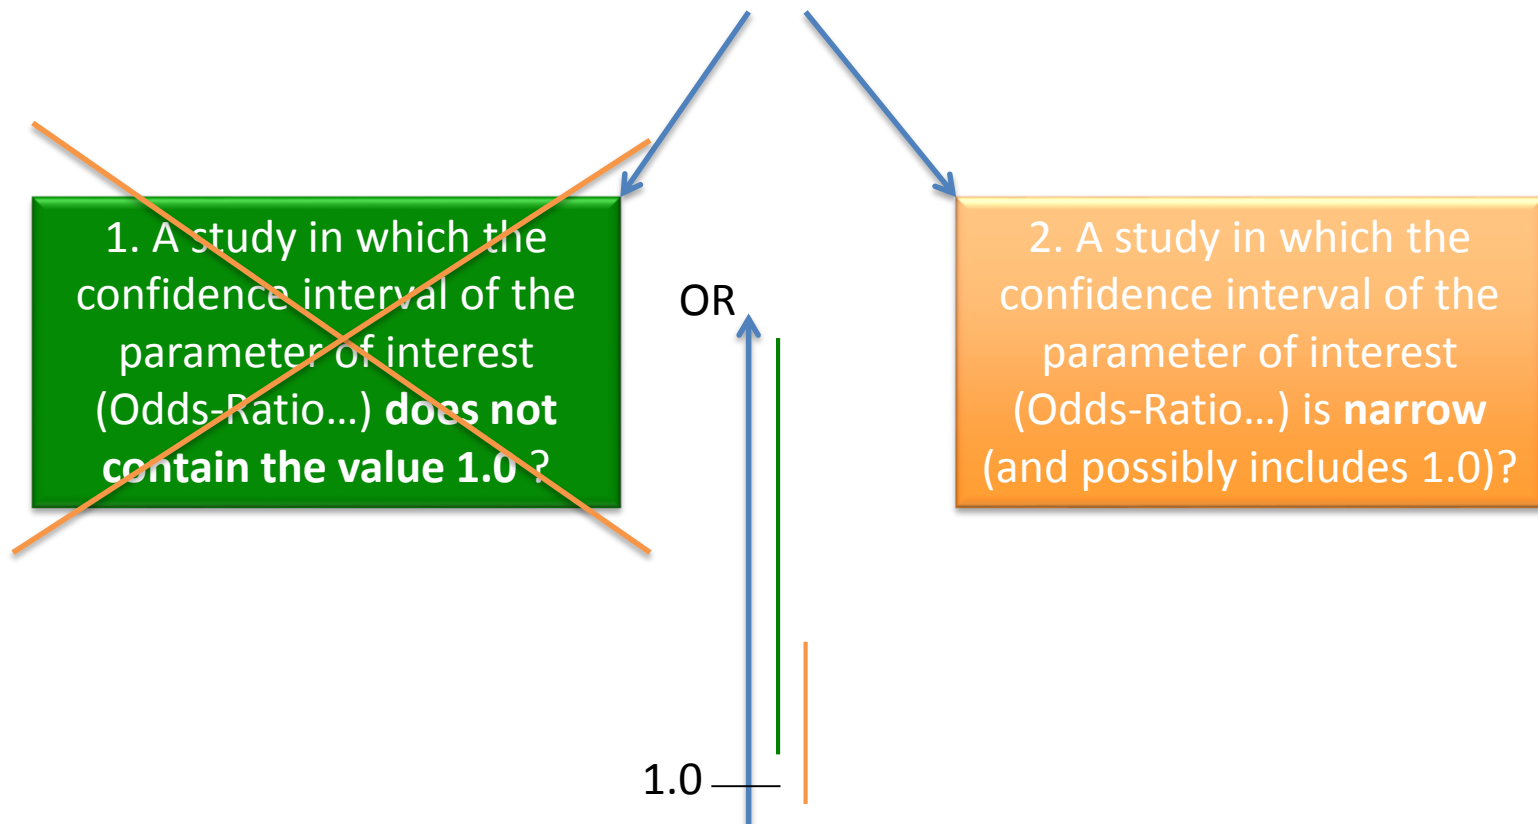 1. A study in which the
confidence interval of the
parameter of interest
(Odds-Ratio…) does not
contain the value 1.0 ?
2. A study in which the
confidence interval of the
parameter of interest
(Odds-Ratio…) is narrow
(and possibly includes 1.0)?
OR
1.0